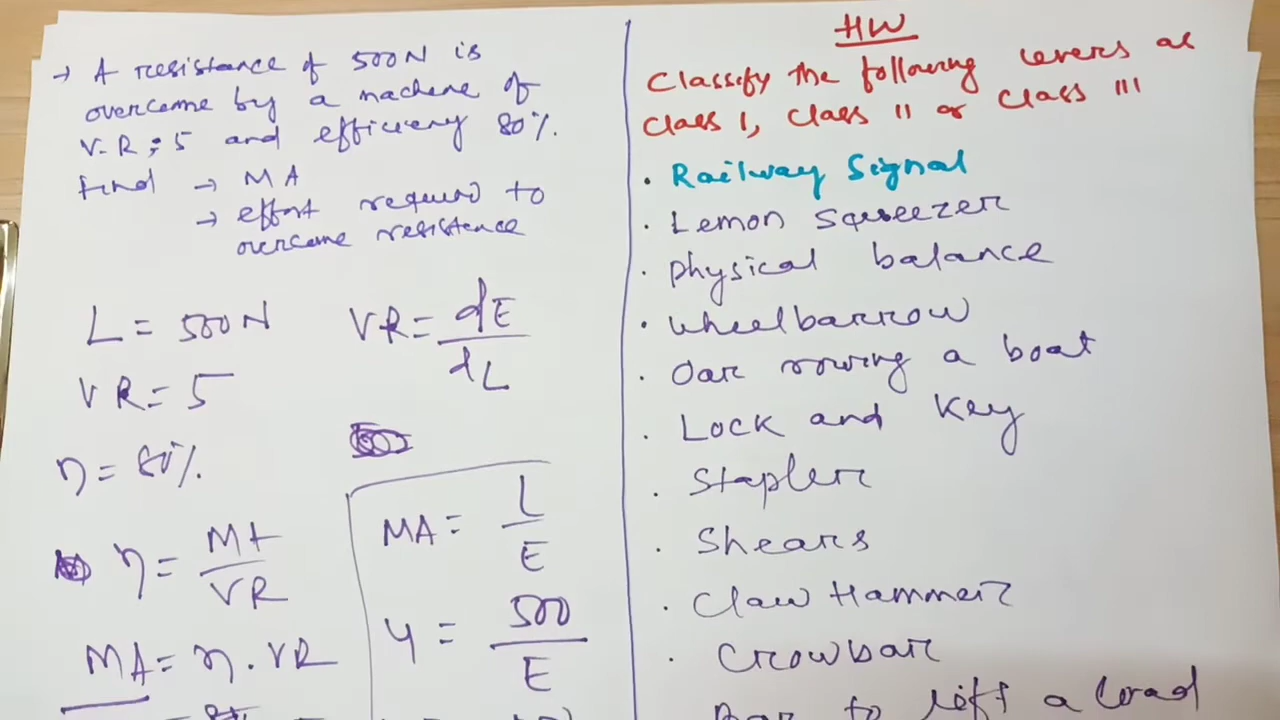 → A resistance of 500N is
overcome by a machine of
V.R; 5 and efficiency 80%.
find → MA
→ effort required to
overcome resistance
L = 500N
VR = dE/dL
VR = 5
η = 80%.
η = MA/VR
MA = η . VR
MA = L/E
4 = 500/E
HW
Classify the following levers as
Class I, Class II or Class III
· Railway Signal
· Lemon squeezer
· physical balance
· wheelbarrow
· Oar rowing a boat
· Lock and Key
· Stapler
· Shears
· Claw Hammer
· Crowbar
Bar to lift a load